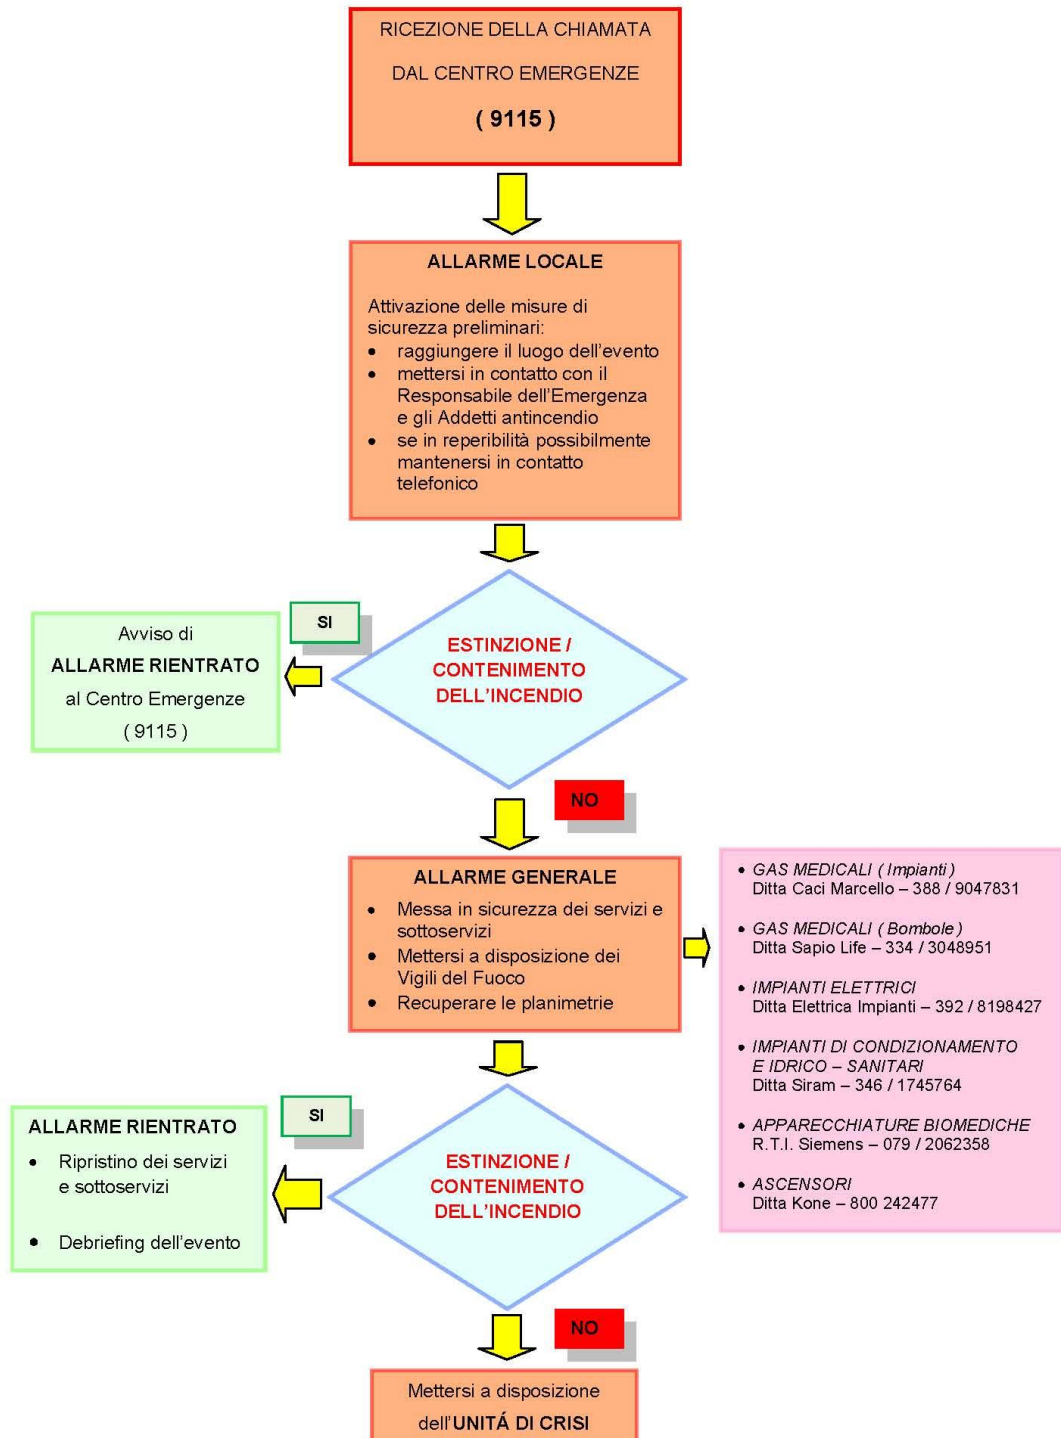 RICEZIONE DELLA CHIAMATA
DAL CENTRO EMERGENZE
( 9115 )
ALLARME LOCALE
Attivazione delle misure di
sicurezza preliminari:
• raggiungere il luogo dell’evento
• mettersi in contatto con il
Responsabile dell’Emergenza
e gli Addetti antincendio
• se in reperibilità possibilmente
mantenersi in contatto
telefonico
ESTINZIONE /
CONTENIMENTO
DELL’INCENDIO
SI
Avviso di
ALLARME RIENTRATO
al Centro Emergenze
( 9115 )
NO
ALLARME GENERALE
• Messa in sicurezza dei servizi e
sottoservizi
• Mettersi a disposizione dei
Vigili del Fuoco
• Recuperare le planimetrie
• GAS MEDICALI ( Impianti )
Ditta Caci Marcello – 388 / 9047831
• GAS MEDICALI ( Bombole )
Ditta Sapio Life – 334 / 3048951
• IMPIANTI ELETTRICI
Ditta Elettrica Impianti – 392 / 8198427
• IMPIANTI DI CONDIZIONAMENTO
E IDRICO – SANITARI
Ditta Siram – 346 / 1745764
• APPARECCHIATURE BIOMEDICHE
R.T.I. Siemens – 079 / 2062358
• ASCENSORI
Ditta Kone – 800 242477
ESTINZIONE /
CONTENIMENTO
DELL’INCENDIO
SI
ALLARME RIENTRATO
• Ripristino dei servizi
e sottoservizi
• Debriefing dell’evento
NO
Mettersi a disposizione
dell’UNITÁ DI CRISI